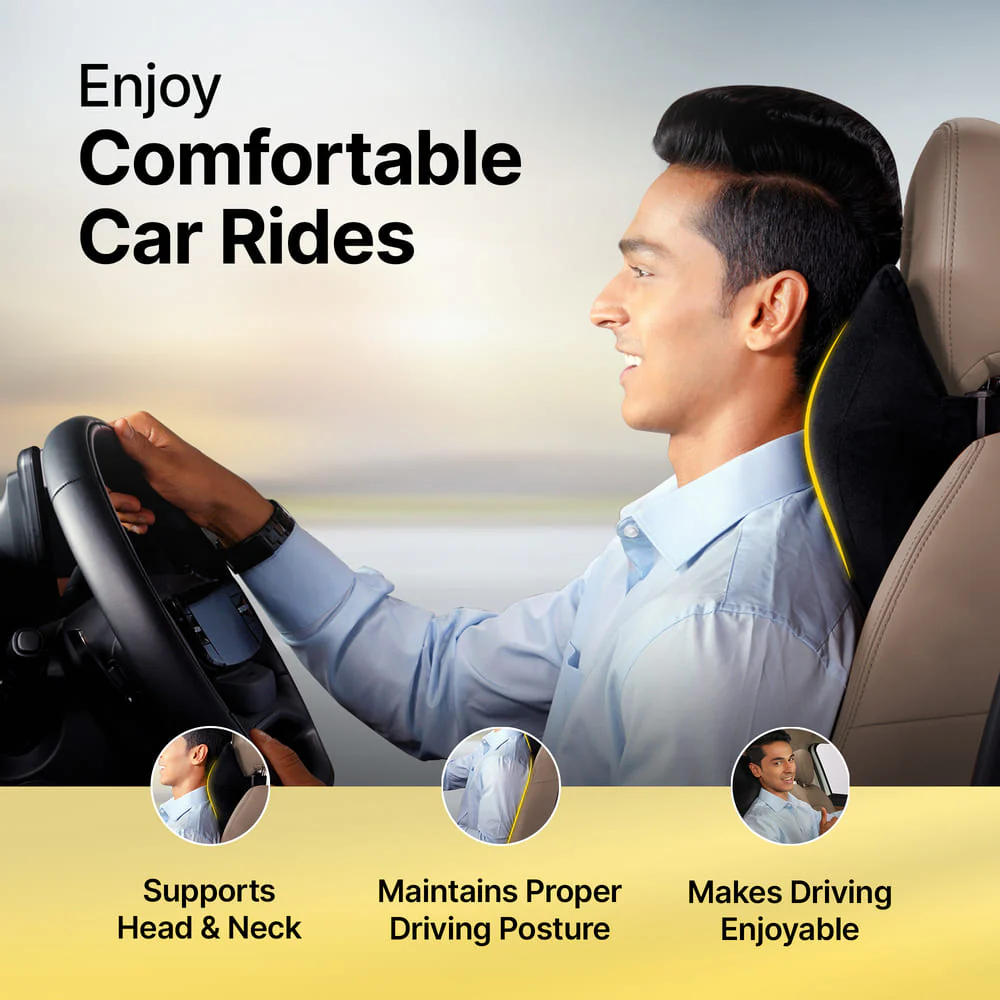 Enjoy
Comfortable
Car Rides
Supports
Head & Neck
Maintains Proper
Driving Posture
Makes Driving
Enjoyable